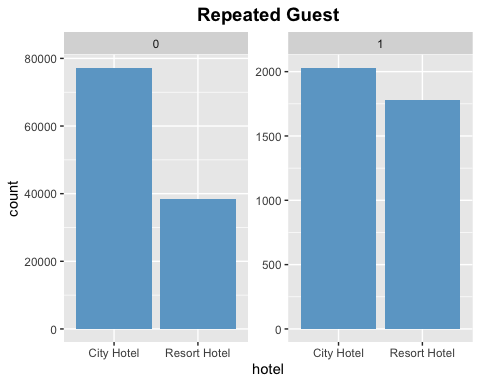 Repeated Guest
0
1
count
80000
60000
40000
20000
0
2000
1500
1000
500
0
City Hotel
Resort Hotel
City Hotel
Resort Hotel
hotel